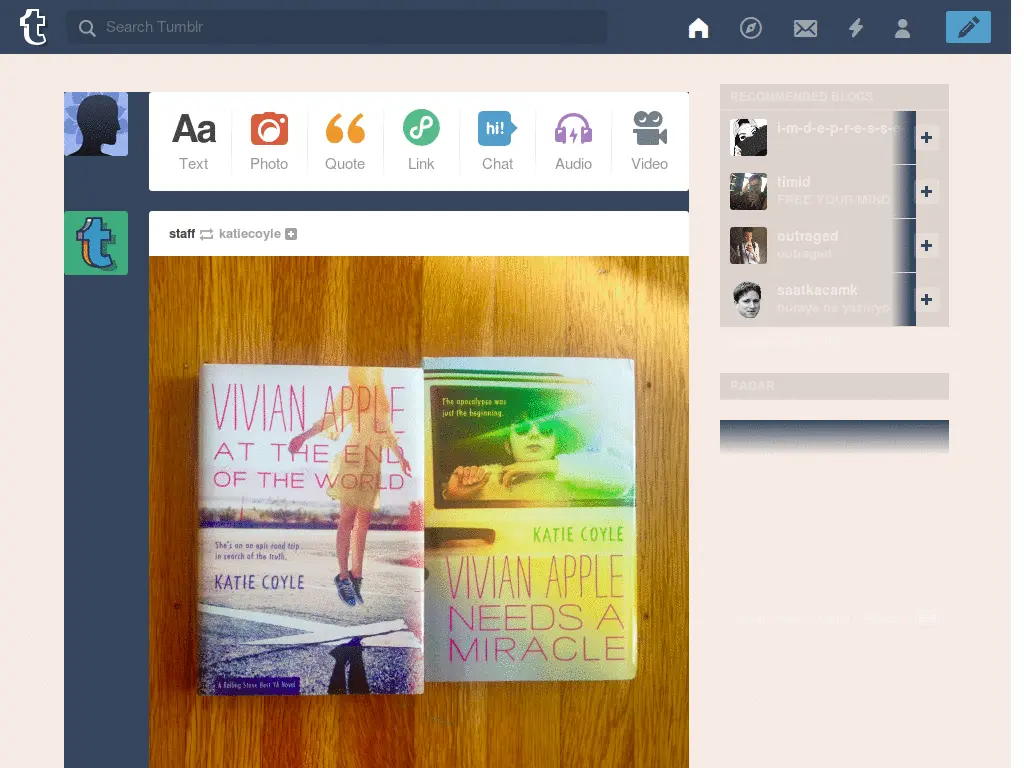 Search Tumblr
Aa
hi!
Text
Photo
Quote
Link
Chat
Audio
Video
staff katiecoyle
VIVIAN APPLE
AT THE END
OF THE WORLD
She's on an epic road trip
in search of the truth.
KATIE COYLE
A Rolling Stone Best YA Novel
The apocalypse was
just the beginning.
KATIE COYLE
VIVIAN APPLE
NEEDS A
MIRACLE
RECOMMENDED BLOGS
i-m-d-e-p-r-e-s-s-e-
timid
FREE YOUR MIND
outraged
outraged
saatkacamk
buraya ne yazılıyo
RADAR